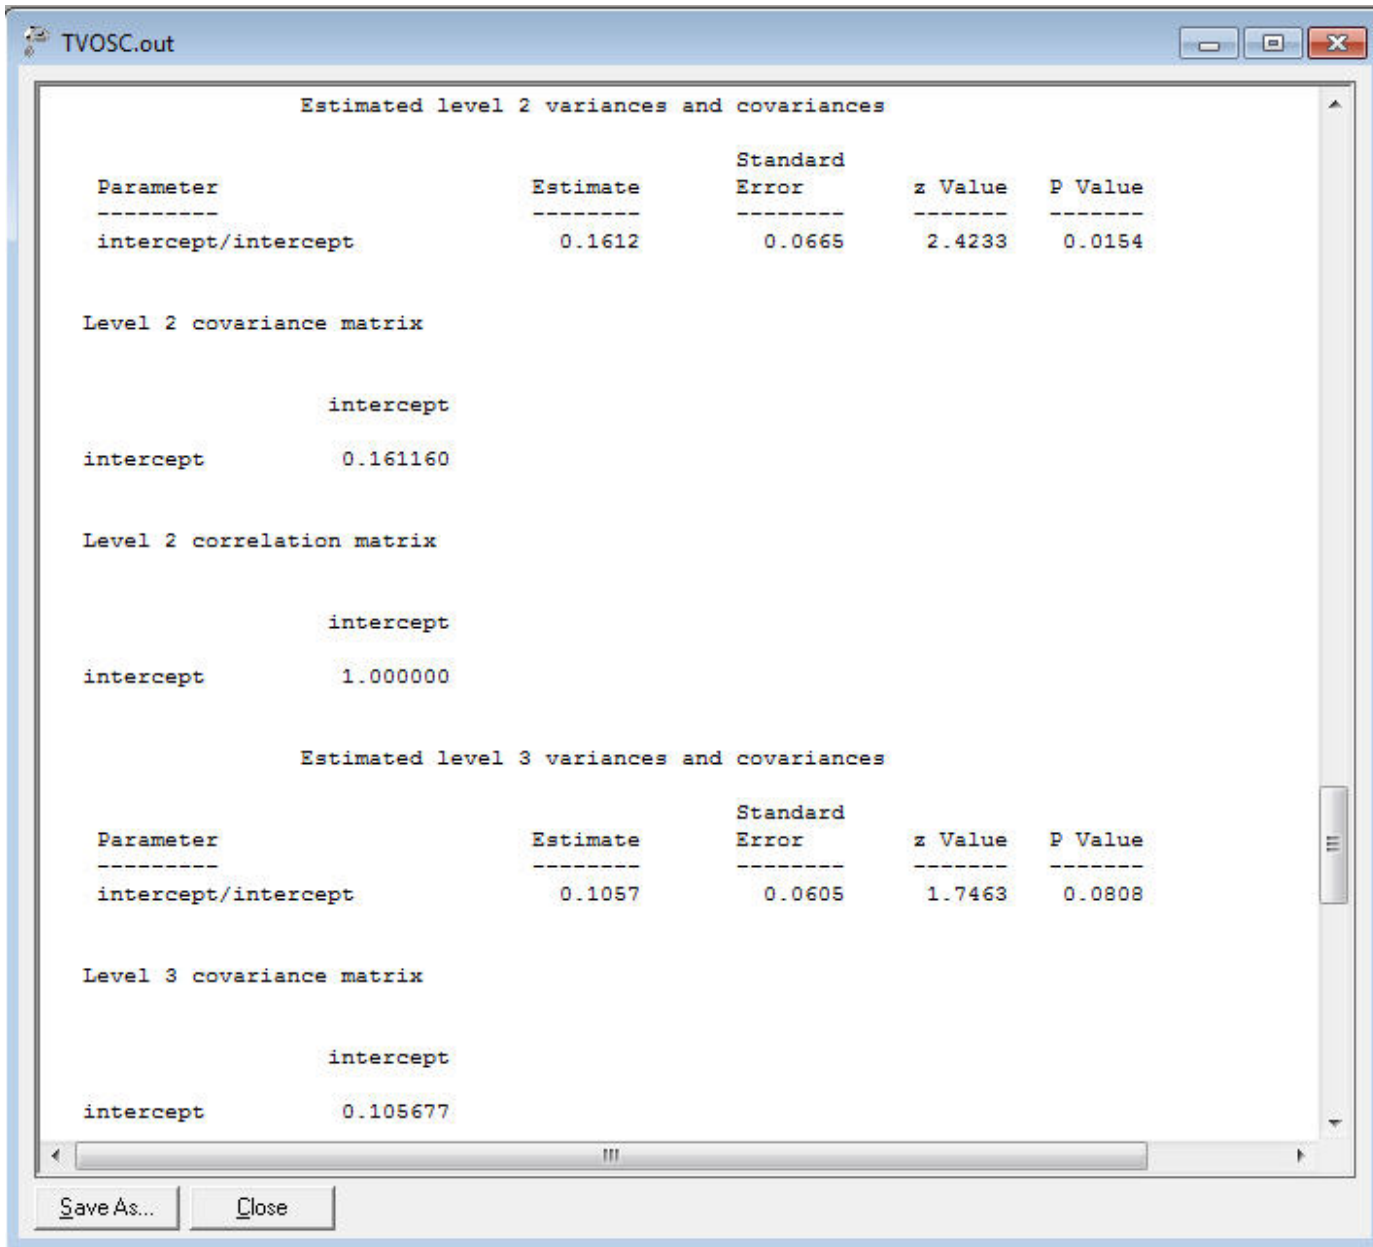 TVOSC.out
Estimated level 2 variances and covariances
Standard
Parameter Estimate Error z Value P Value
--------- -------- -------- ------- -------
intercept/intercept 0.1612 0.0665 2.4233 0.0154
Level 2 covariance matrix
intercept
intercept 0.161160
Level 2 correlation matrix
intercept
intercept 1.000000
Estimated level 3 variances and covariances
Standard
Parameter Estimate Error z Value P Value
--------- -------- -------- ------- -------
intercept/intercept 0.1057 0.0605 1.7463 0.0808
Level 3 covariance matrix
intercept
intercept 0.105677
Save As... Close